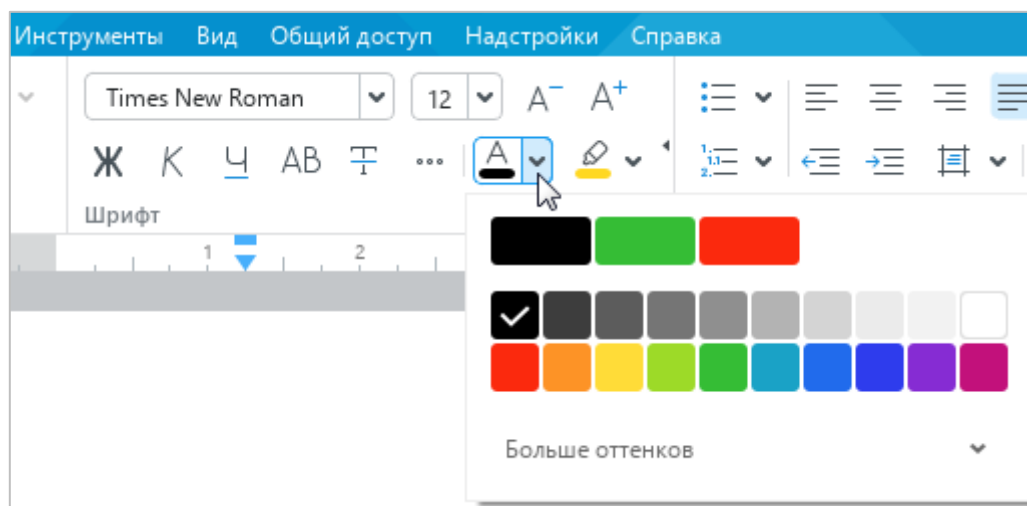 Инструменты Вид Общий доступ Надстройки Справка
Times New Roman 12 A⁻ A⁺
Ж К Ч АВ Т А
Шрифт
1 2
Больше оттенков